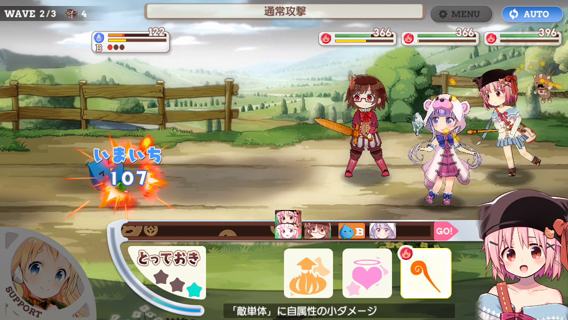 WAVE 2/3 4
通常攻撃
MENU
AUTO
122
B
366
366
396
いまいち
107
B
GO!
とっておき
SUPPORT
「敵単体」に自属性の小ダメージ